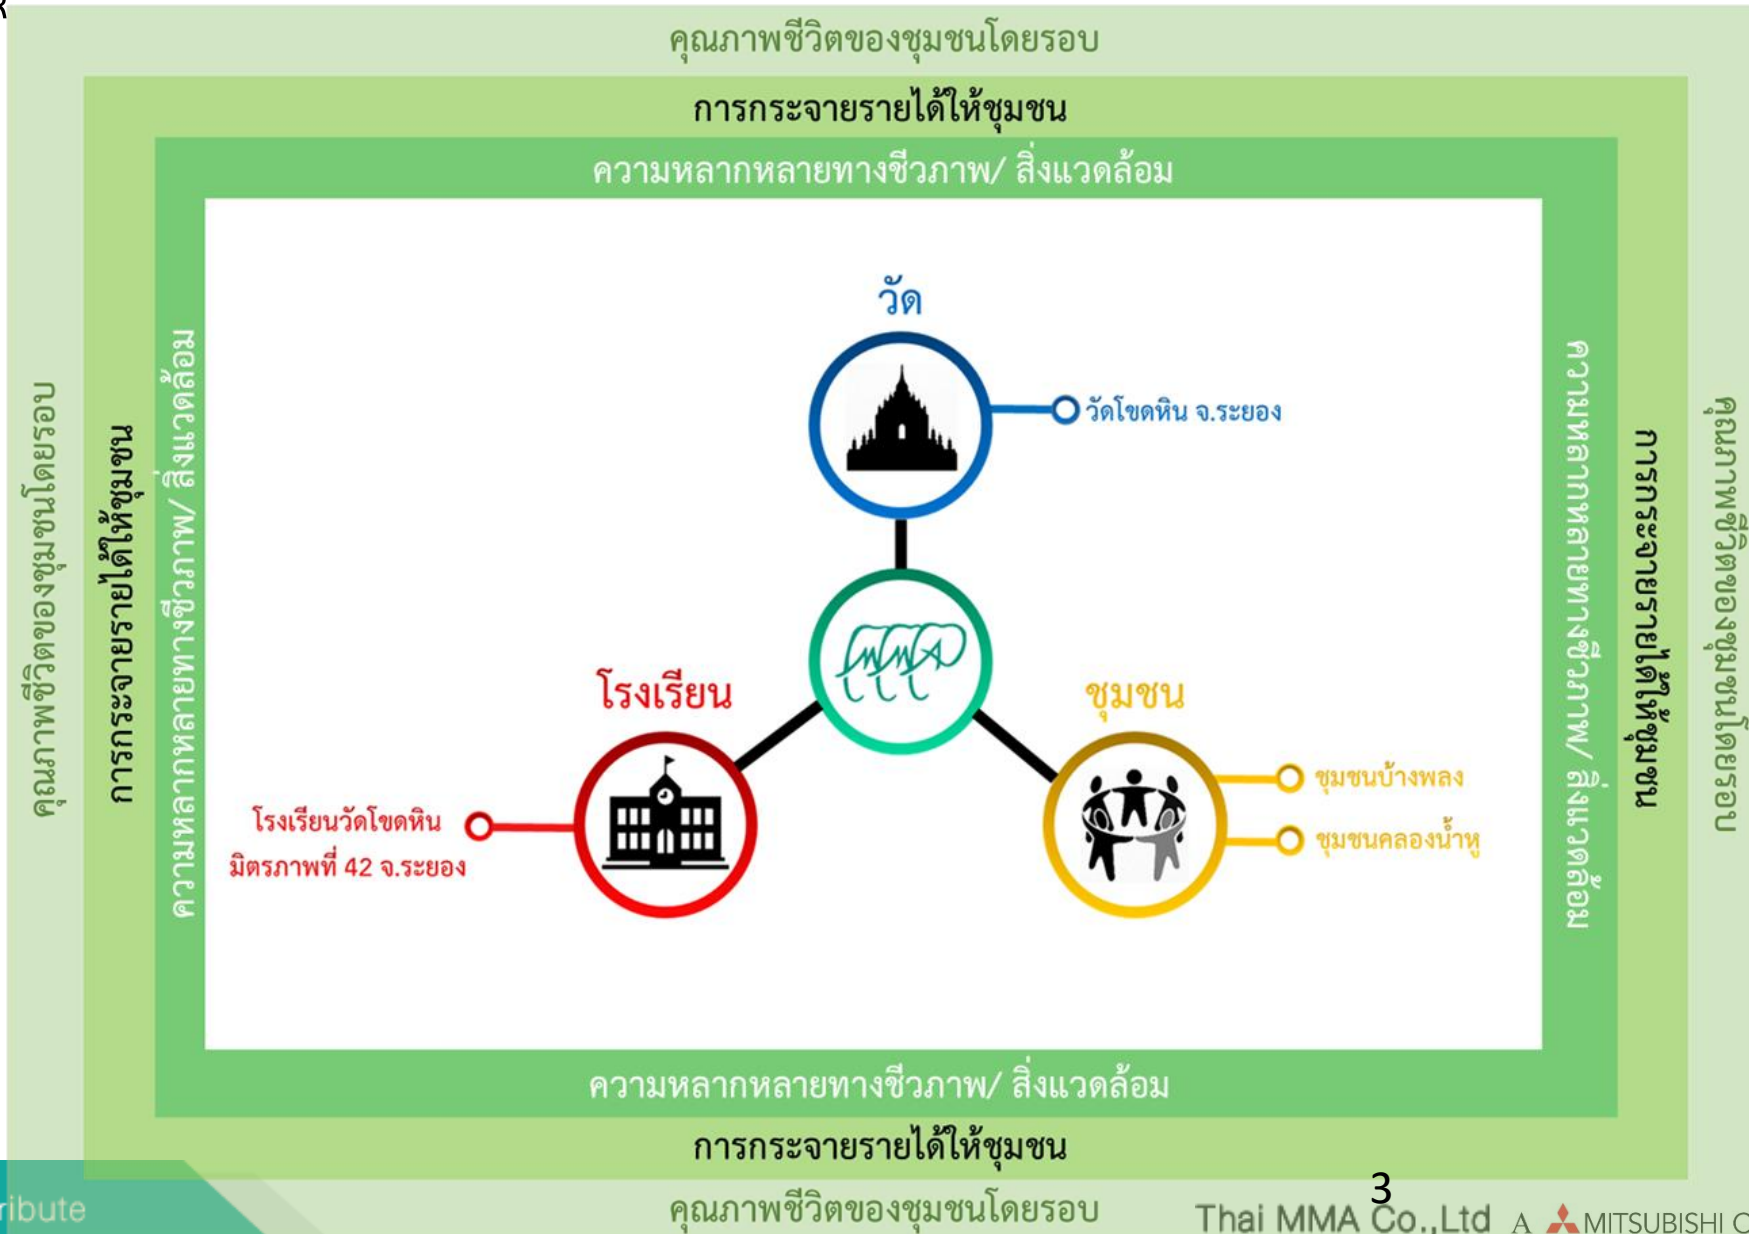 คุณภาพชีวิตของชุมชนโดยรอบ
การกระจายรายได้ให้ชุมชน
ความหลากหลายทางชีวภาพ/ สิ่งแวดล้อม
คุณภาพชีวิตของชุมชนโดยรอบ
การกระจายรายได้ให้ชุมชน
ความหลากหลายทางชีวภาพ/ สิ่งแวดล้อม
วัด
วัดโขดหิน จ.ระยอง
MMA
โรงเรียน
โรงเรียนวัดโขดหิน
มิตรภาพที่ 42 จ.ระยอง
ชุมชน
ชุมชนบ้างพลง
ชุมชนคลองน้ำหู
ความหลากหลายทางชีวภาพ/ สิ่งแวดล้อม
การกระจายรายได้ให้ชุมชน
คุณภาพชีวิตของชุมชนโดยรอบ
ความหลากหลายทางชีวภาพ/ สิ่งแวดล้อม
การกระจายรายได้ให้ชุมชน
คุณภาพชีวิตของชุมชนโดยรอบ
3
ribute
Thai MMA Co.,Ltd A MITSUBISHI C